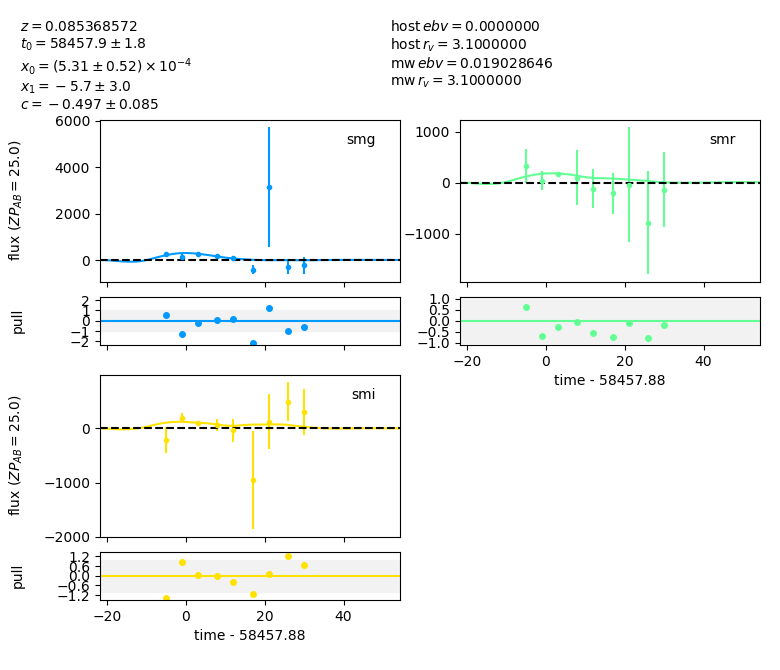 z = 0.085368572
t0 = 58457.9 ± 1.8
x0 = (5.31 ± 0.52) × 10^−4
x1 = −5.7 ± 3.0
c = −0.497 ± 0.085
host ebv = 0.0000000
host rv = 3.1000000
mw ebv = 0.019028646
mw rv = 3.1000000
smg
flux (ZP_AB = 25.0)
6000
4000
2000
0
pull
2
1
0
−1
−2
smr
1000
0
−1000
1.0
0.5
0.0
−0.5
−1.0
−20 0 20 40
time - 58457.88
smi
flux (ZP_AB = 25.0)
0
−1000
−2000
pull
1.2
0.6
0.0
−0.6
−1.2
−20 0 20 40
time - 58457.88